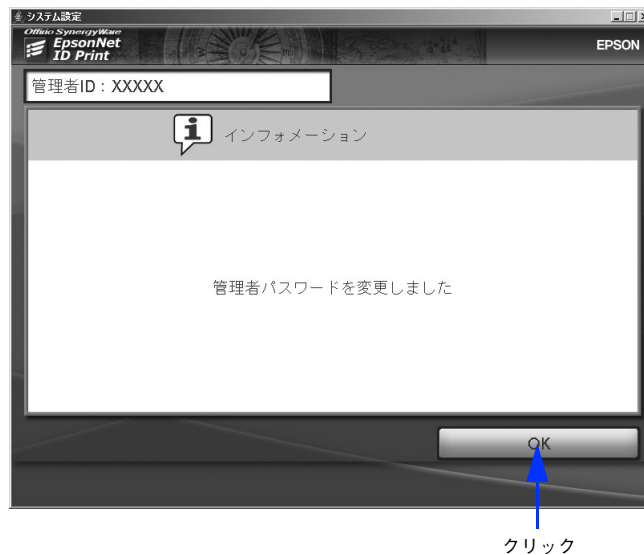 システム設定
Offirio SynergyWare
EpsonNet
ID Print
EPSON
管理者ID：XXXXX
インフォメーション
管理者パスワードを変更しました
OK
クリック